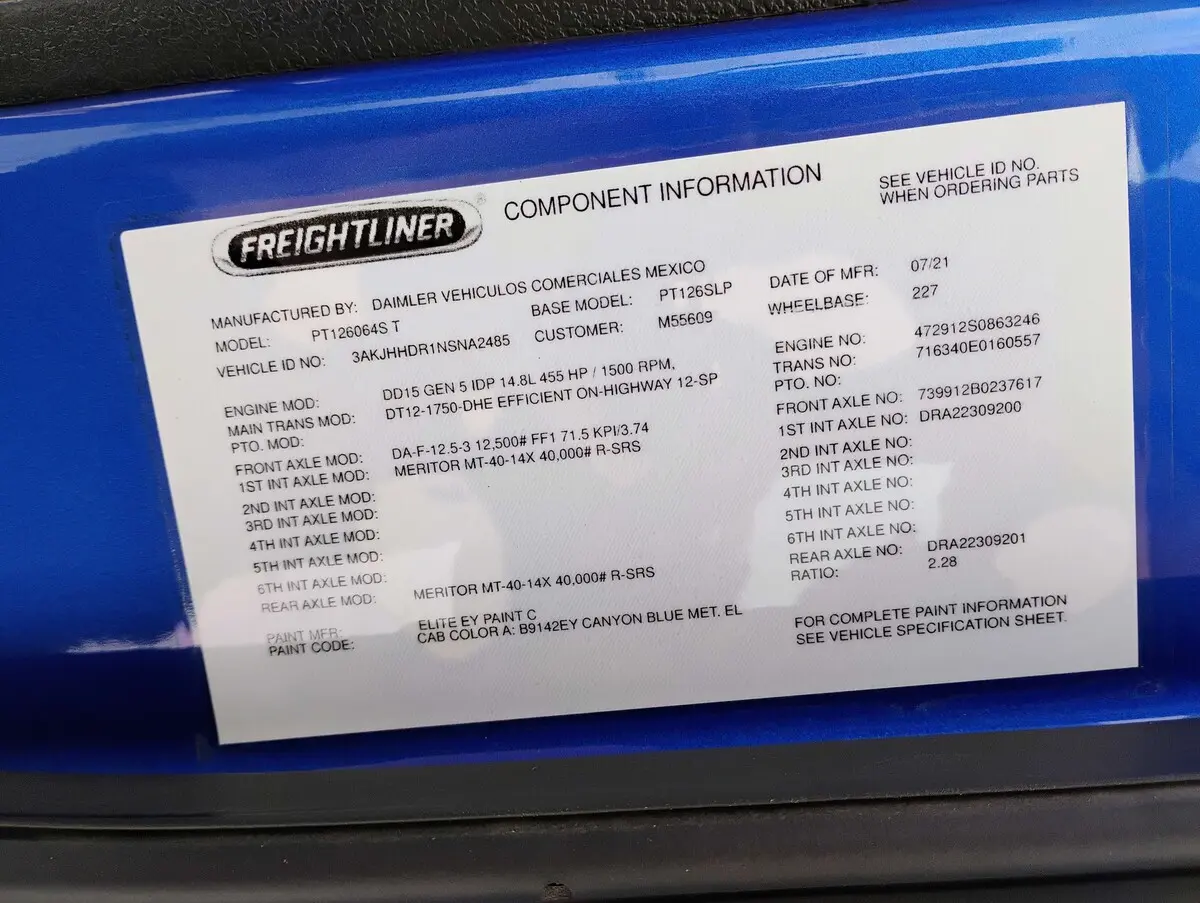 FREIGHTLINER® COMPONENT INFORMATION SEE VEHICLE ID NO.
WHEN ORDERING PARTS
MANUFACTURED BY: DAIMLER VEHICULOS COMERCIALES MEXICO DATE OF MFR: 07/21
MODEL: PT126064S T BASE MODEL: PT126SLP WHEELBASE: 227
VEHICLE ID NO: 3AKJHHDR1NSNA2485 CUSTOMER: M55609
ENGINE MOD: DD15 GEN 5 IDP 14.8L 455 HP / 1500 RPM, ENGINE NO: 472912S0863246
MAIN TRANS MOD: DT12-1750-DHE EFFICIENT ON-HIGHWAY 12-SP TRANS NO: 716340E0160557
PTO. MOD: PTO. NO:
FRONT AXLE MOD: DA-F-12.5-3 12,500# FF1 71.5 KPI/3.74 FRONT AXLE NO: 739912B0237617
1ST INT AXLE MOD: MERITOR MT-40-14X 40,000# R-SRS 1ST INT AXLE NO: DRA22309200
2ND INT AXLE MOD: 2ND INT AXLE NO:
3RD INT AXLE MOD: 3RD INT AXLE NO:
4TH INT AXLE MOD: 4TH INT AXLE NO:
5TH INT AXLE MOD: 5TH INT AXLE NO:
6TH INT AXLE MOD: 6TH INT AXLE NO:
REAR AXLE MOD: MERITOR MT-40-14X 40,000# R-SRS REAR AXLE NO: DRA22309201
RATIO: 2.28
PAINT MFR: ELITE EY PAINT C FOR COMPLETE PAINT INFORMATION
PAINT CODE: CAB COLOR A: B9142EY CANYON BLUE MET. EL SEE VEHICLE SPECIFICATION SHEET.